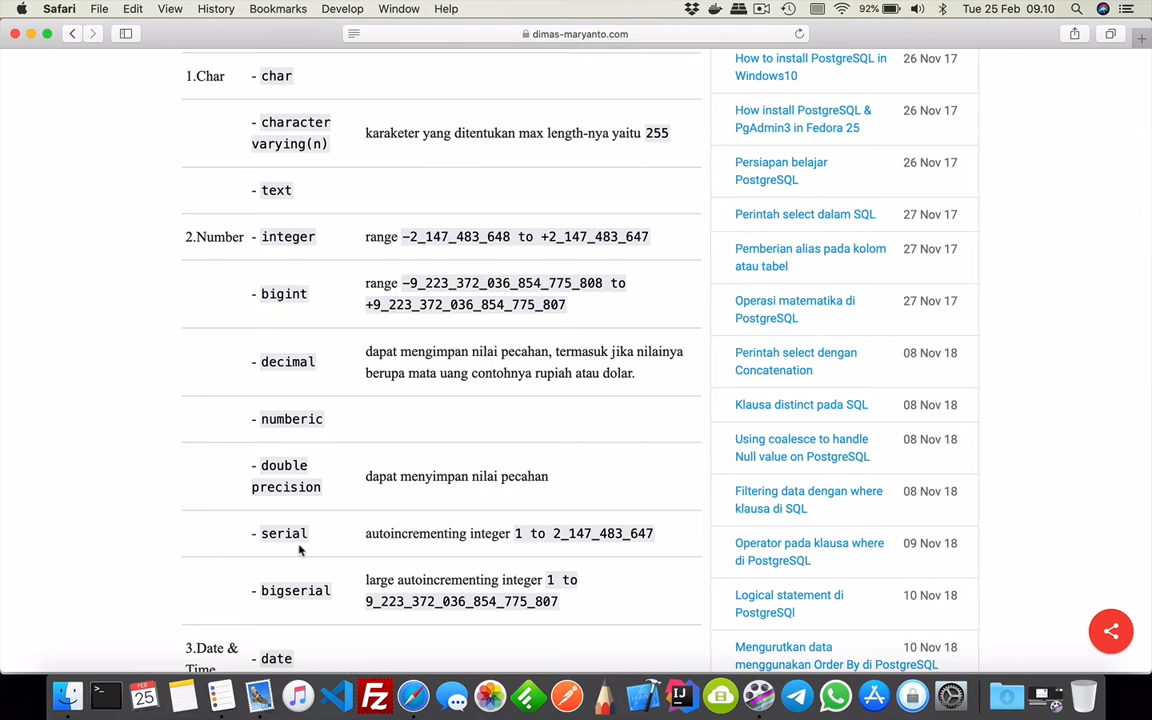 Safari File Edit View History Bookmarks Develop Window Help 92% Tue 25 Feb 09.10
dimas-maryanto.com
1.Char - char
- character
varying(n)
karaketer yang ditentukan max length-nya yaitu 255
- text
2.Number - integer range −2_147_483_648 to +2_147_483_647
- bigint
range −9_223_372_036_854_775_808 to
+9_223_372_036_854_775_807
- decimal
dapat mengimpan nilai pecahan, termasuk jika nilainya
berupa mata uang contohnya rupiah atau dolar.
- numberic
- double
precision
dapat menyimpan nilai pecahan
- serial autoincrementing integer 1 to 2_147_483_647
- bigserial
large autoincrementing integer 1 to
9_223_372_036_854_775_807
3.Date &
Time
- date
How to install PostgreSQL in
Windows10
26 Nov 17
How install PostgreSQL &
PgAdmin3 in Fedora 25
26 Nov 17
Persiapan belajar
PostgreSQL
26 Nov 17
Perintah select dalam SQL 27 Nov 17
Pemberian alias pada kolom
atau tabel
27 Nov 17
Operasi matematika di
PostgreSQL
27 Nov 17
Perintah select dengan
Concatenation
08 Nov 18
Klausa distinct pada SQL 08 Nov 18
Using coalesce to handle
Null value on PostgreSQL
08 Nov 18
Filtering data dengan where
klausa di SQL
08 Nov 18
Operator pada klausa where
di PostgreSQL
09 Nov 18
Logical statement di
PostgreSQl
10 Nov 18
Mengurutkan data
menggunakan Order By di PostgreSQL
10 Nov 18
FEB
25